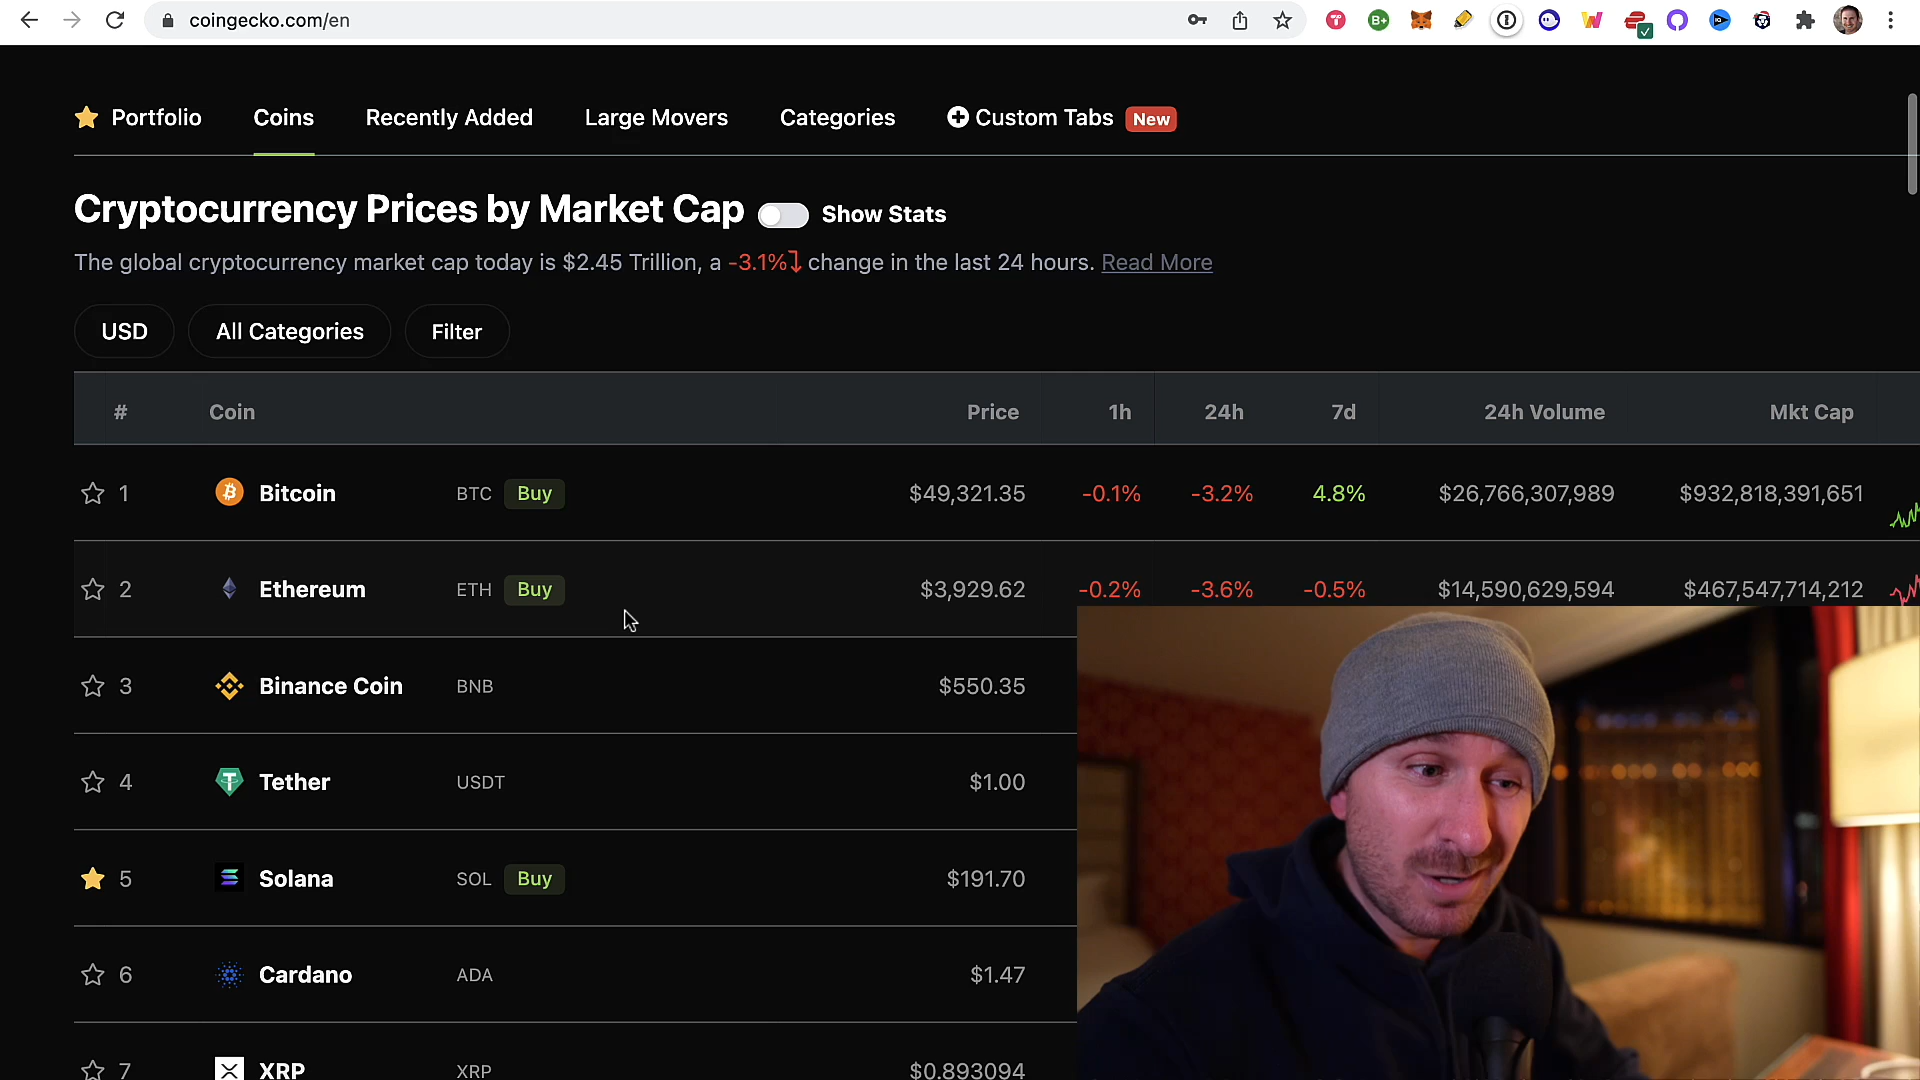 coingecko.com/en
Portfolio Coins Recently Added Large Movers Categories Custom Tabs New
Cryptocurrency Prices by Market Cap Show Stats
The global cryptocurrency market cap today is $2.45 Trillion, a -3.1% change in the last 24 hours. Read More
USD All Categories Filter
# Coin Price 1h 24h 7d 24h Volume Mkt Cap
1 Bitcoin BTC Buy $49,321.35 -0.1% -3.2% 4.8% $26,766,307,989 $932,818,391,651
2 Ethereum ETH Buy $3,929.62 -0.2% -3.6% -0.5% $14,590,629,594 $467,547,714,212
3 Binance Coin BNB $550.35
4 Tether USDT $1.00
5 Solana SOL Buy $191.70
6 Cardano ADA $1.47
7 XRP XRP $0.893094